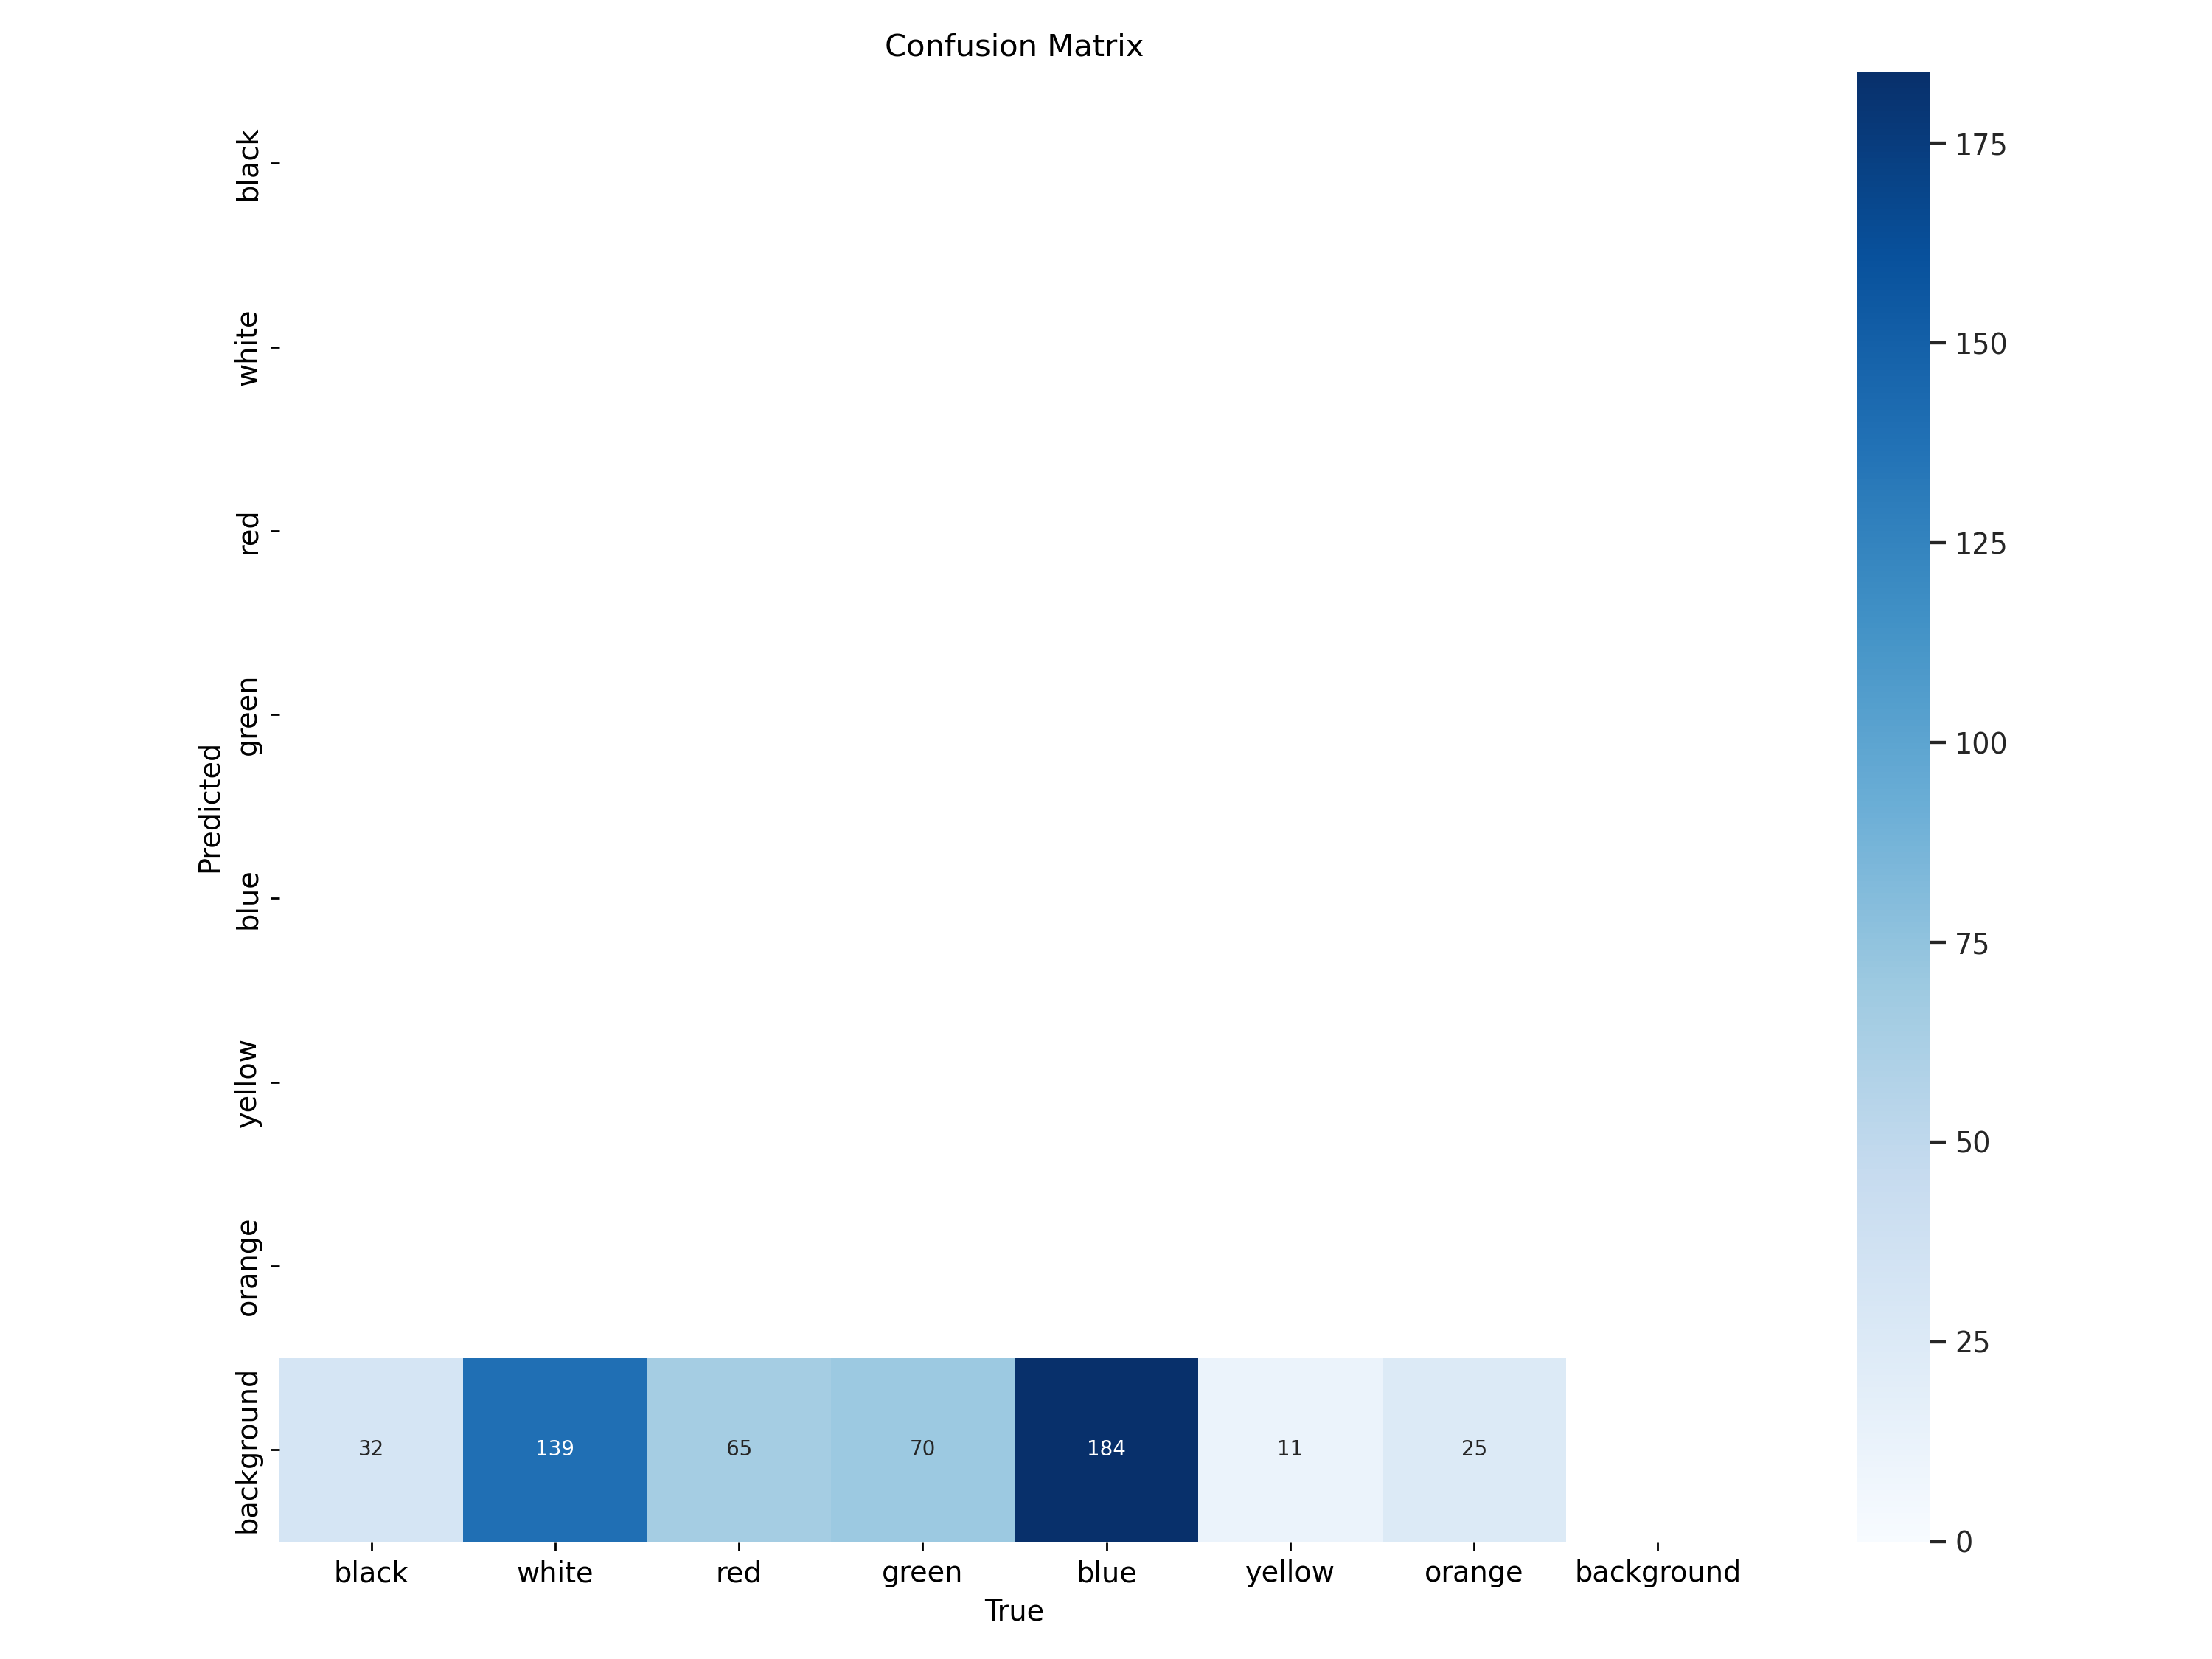 Confusion Matrix
black
white
red
green
blue
yellow
orange
background
Predicted
32 139 65 70 184 11 25
black white red green blue yellow orange background
True
175
150
125
100
75
50
25
0